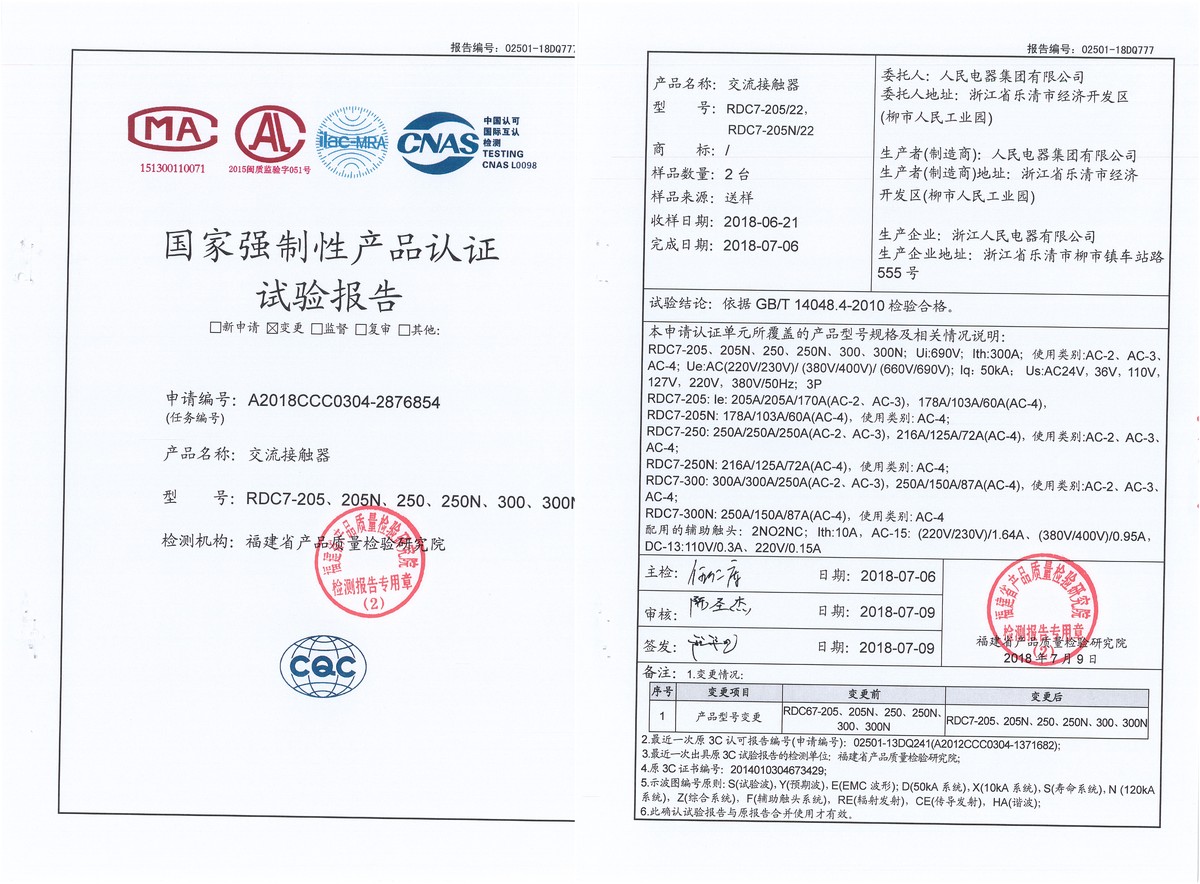 报告编号：02501-18DQ777
MA
151300110071
AL
2015闽质监验字051号
ilac-MRA
CNAS
中国认可
国际互认
检测
TESTING
CNAS L0098
国家强制性产品认证
试验报告
□新申请 ☒变更 □监督 □复审 □其他:
申请编号：A2018CCC0304-2876854
(任务编号)
产品名称：交流接触器
型　　号：RDC7-205、205N、250、250N、300、300N
检测机构：福建省产品质量检验研究院
福建省产品质量检验研究院
检测报告专用章
(2)
CQC
报告编号：02501-18DQ777
产品名称：交流接触器
型　　号：RDC7-205/22，
RDC7-205N/22
商　　标：/
样品数量：2 台
样品来源：送样
收样日期：2018-06-21
完成日期：2018-07-06
委托人：人民电器集团有限公司
委托人地址：浙江省乐清市经济开发区
(柳市人民工业园)
生产者(制造商)：人民电器集团有限公司
生产者(制造商)地址：浙江省乐清市经济
开发区(柳市人民工业园)
生产企业：浙江人民电器有限公司
生产企业地址：浙江省乐清市柳市镇车站路
555 号
试验结论：依据 GB/T 14048.4-2010 检验合格。
本申请认证单元所覆盖的产品型号规格及相关情况说明：
RDC7-205、205N、250、250N、300、300N；Ui:690V；Ith:300A；使用类别:AC-2、AC-3、
AC-4；Ue:AC(220V/230V)/ (380V/400V)/ (660V/690V)；Iq：50kA； Us:AC24V，36V，110V，
127V，220V，380V/50Hz；3P
RDC7-205: Ie: 205A/205A/170A(AC-2、AC-3)，178A/103A/60A(AC-4)，
RDC7-205N: 178A/103A/60A(AC-4)，使用类别: AC-4；
RDC7-250: 250A/250A/250A(AC-2、AC-3)，216A/125A/72A(AC-4)，使用类别:AC-2、AC-3、
AC-4；
RDC7-250N: 216A/125A/72A(AC-4)，使用类别: AC-4；
RDC7-300: 300A/300A/250A(AC-2、AC-3)，250A/150A/87A(AC-4)，使用类别:AC-2、AC-3、
AC-4；
RDC7-300N: 250A/150A/87A(AC-4)，使用类别: AC-4
配用的辅助触头：2NO2NC；Ith:10A，AC-15: (220V/230V)/1.64A、(380V/400V)/0.95A，
DC-13:110V/0.3A、220V/0.15A
主检： 日期：2018-07-06
审核： 日期：2018-07-09
签发： 日期：2018-07-09
福建省产品质量检验研究院
检测报告专用章
(2)
福建省产品质量检验研究院
2018 年 7 月 9 日
备注：1.变更情况:
序号 变更项目 变更前 变更后
1 产品型号变更 RDC67-205、205N、250、250N、300、300N RDC7-205、205N、250、250N、300、300N
2.最近一次原 3C 认可报告编号(申请编号)：02501-13DQ241(A2012CCC0304-1371682);
3.最近一次出具原 3C 试验报告的检测单位：福建省产品质量检验研究院;
4.原 3C 证书编号：2014010304673429;
5.示波图编号原则: S(试验波), Y(预期波), E(EMC 波形); D(50kA 系统), X(10kA 系统), S(寿命系统), N (120kA
系统)，Z(综合系统)，F(辅助触头系统)，RE(辐射发射)，CE(传导发射)，HA(谐波);
6.此确认试验报告与原报告合并使用才有效。